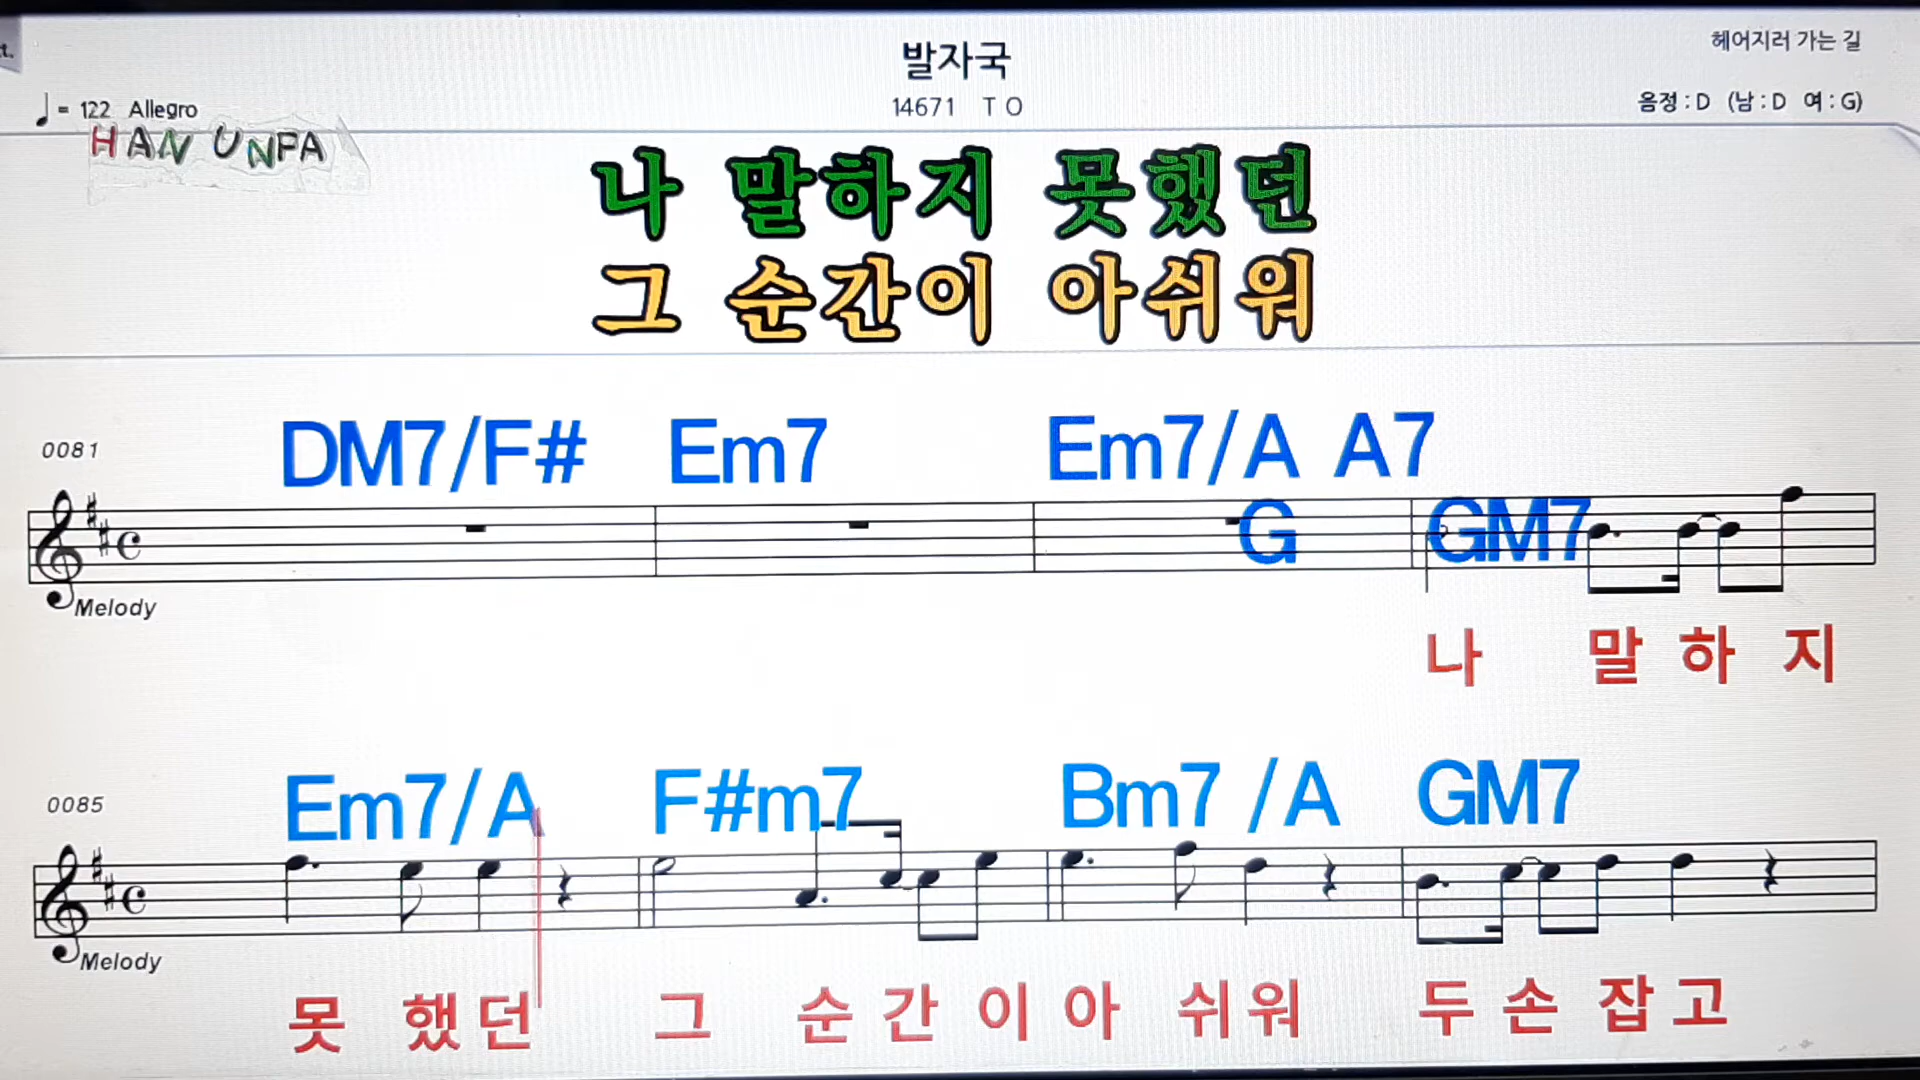 t.
발자국
헤어지러 가는 길
= 122 Allegro
14671 T O
음정 : D (남 : D 여 : G)
HAN UNPA
나 말하지 못했던
그 순간이 아쉬워
0081 DM7/F# Em7 Em7/A A7
G GM7
Melody
나 말 하 지
0085 Em7/A F#m7 Bm7 /A GM7
Melody
못 했 던 그 순 간 이 아 쉬 워 두 손 잡 고